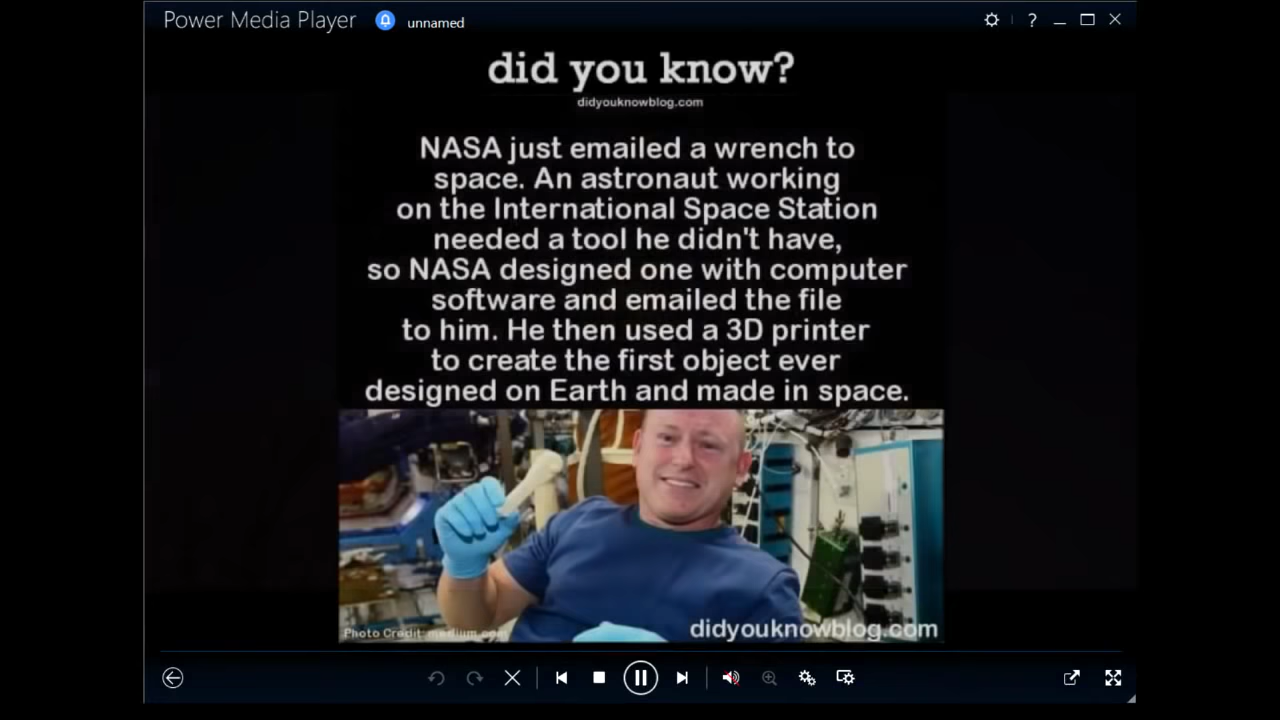 Power Media Player
unnamed
?
did you know?
didyouknowblog.com
NASA just emailed a wrench to
space. An astronaut working
on the International Space Station
needed a tool he didn't have,
so NASA designed one with computer
software and emailed the file
to him. He then used a 3D printer
to create the first object ever
designed on Earth and made in space.
Photo Credit: medium.com
didyouknowblog.com